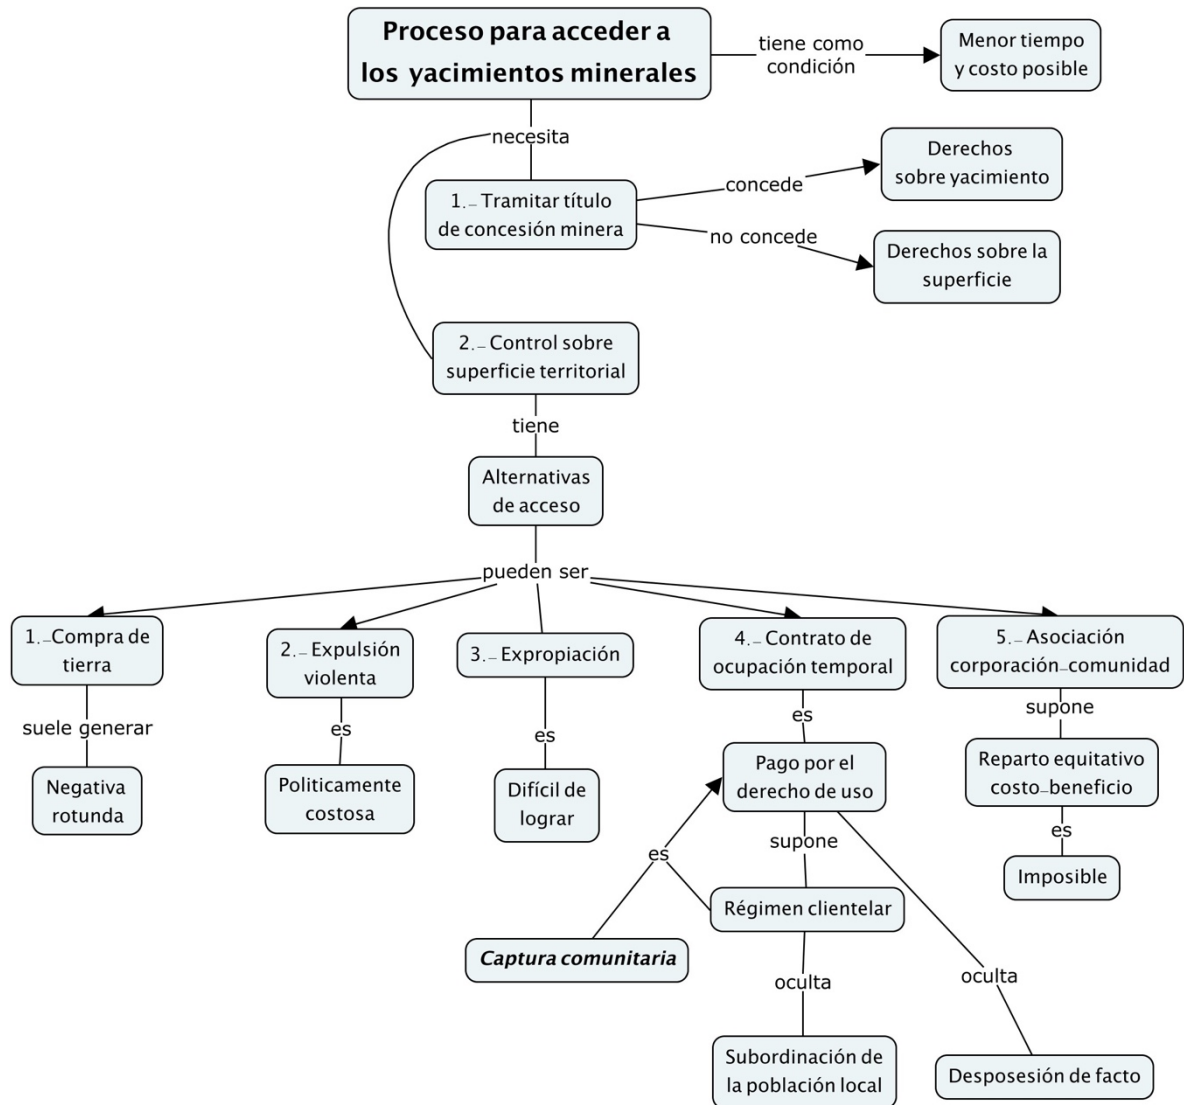 Proceso para acceder a
los yacimientos minerales
tiene como
condición
Menor tiempo
y costo posible
necesita
1.- Tramitar título
de concesión minera
concede
Derechos
sobre yacimiento
no concede
Derechos sobre la
superficie
2.- Control sobre
superficie territorial
tiene
Alternativas
de acceso
pueden ser
1.-Compra de
tierra
suele generar
Negativa
rotunda
2.- Expulsión
violenta
es
Politicamente
costosa
3.- Expropiación
es
Difícil de
lograr
4.- Contrato de
ocupación temporal
es
Pago por el
derecho de uso
supone
Régimen clientelar
es
Captura comunitaria
oculta
Subordinación de
la población local
oculta
Desposesión de facto
5.- Asociación
corporación-comunidad
supone
Reparto equitativo
costo-beneficio
es
Imposible